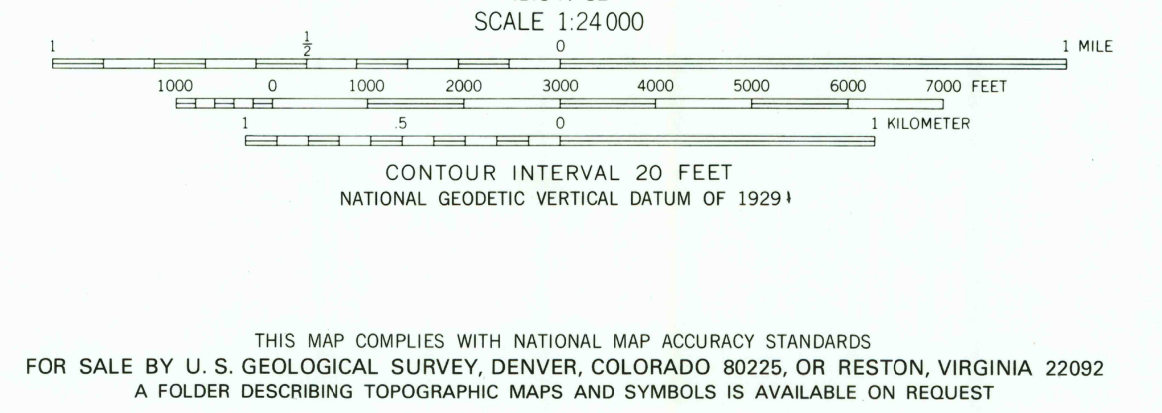 SCALE 1:24 000
1 ½ 0 1 MILE
1000 0 1000 2000 3000 4000 5000 6000 7000 FEET
1 .5 0 1 KILOMETER
CONTOUR INTERVAL 20 FEET
NATIONAL GEODETIC VERTICAL DATUM OF 1929
THIS MAP COMPLIES WITH NATIONAL MAP ACCURACY STANDARDS
FOR SALE BY U. S. GEOLOGICAL SURVEY, DENVER, COLORADO 80225, OR RESTON, VIRGINIA 22092
A FOLDER DESCRIBING TOPOGRAPHIC MAPS AND SYMBOLS IS AVAILABLE ON REQUEST